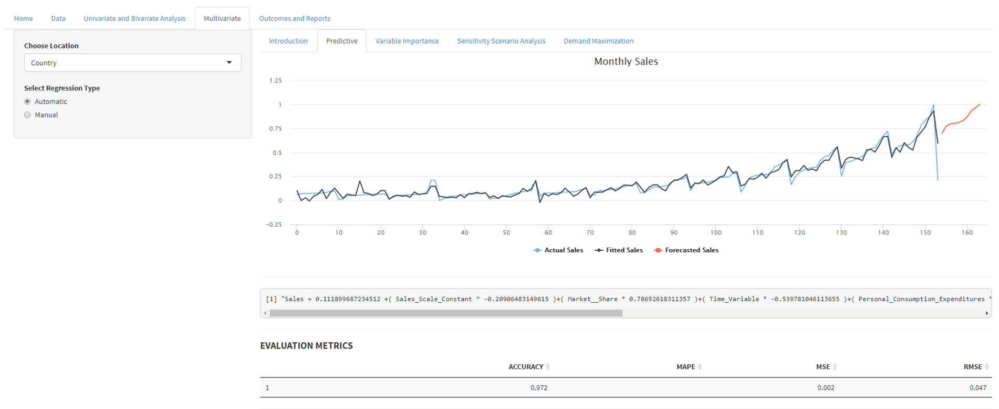 Home Data Univariate and Bivariate Analysis Multivariate Outcomes and Reports
Choose Location
Country
Select Regression Type
Automatic
Manual
Introduction Predictive Variable Importance Sensitivity Scenario Analysis Demand Maximization
Monthly Sales
1.25
1
0.75
0.5
0.25
0
−0.25
0 10 20 30 40 50 60 70 80 90 100 110 120 130 140 150 160
Actual Sales Fitted Sales Forecasted Sales
[1] "Sales = 0.111899687234512 +( Sales_Scale_Constant * -0.20906483149615 )+( Market__Share * 0.78692618311357 )+( Time_Variable * -0.539781046113655 )+( Personal_Consumption_Expenditures *
EVALUATION METRICS
ACCURACY MAPE MSE RMSE
1 0.972 0.002 0.047